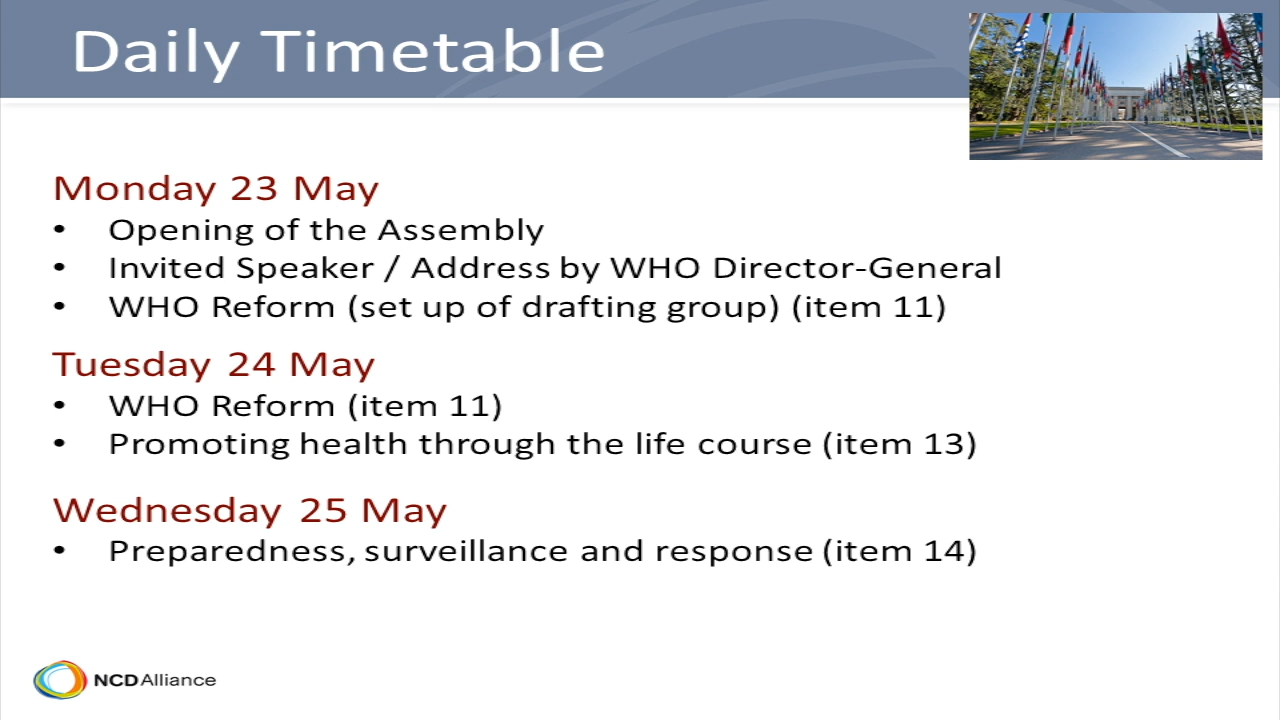 Daily Timetable
Monday 23 May
• Opening of the Assembly
• Invited Speaker / Address by WHO Director-General
• WHO Reform (set up of drafting group) (item 11)
Tuesday 24 May
• WHO Reform (item 11)
• Promoting health through the life course (item 13)
Wednesday 25 May
• Preparedness, surveillance and response (item 14)
NCD Alliance